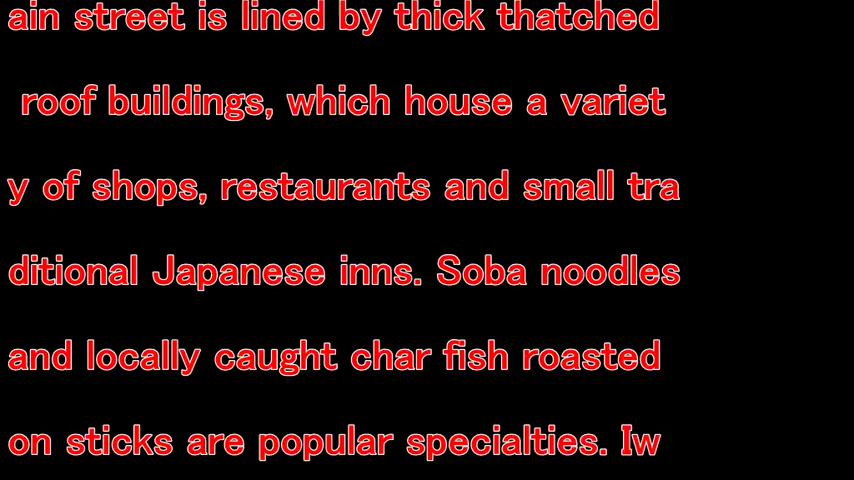 ain street is lined by thick thatched
roof buildings, which house a variet
y of shops, restaurants and small tra
ditional Japanese inns. Soba noodles
and locally caught char fish roasted
on sticks are popular specialties. Iw